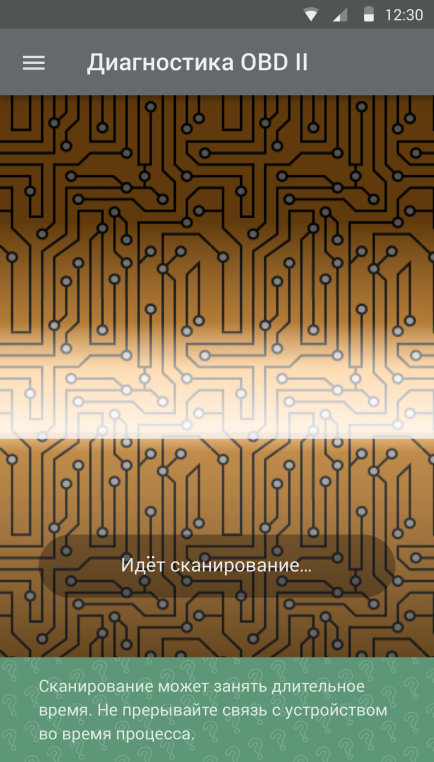 12:30
Диагностика OBD II
Идёт сканирование...
Сканирование может занять длительное
время. Не прерывайте связь с устройством
во время процесса.